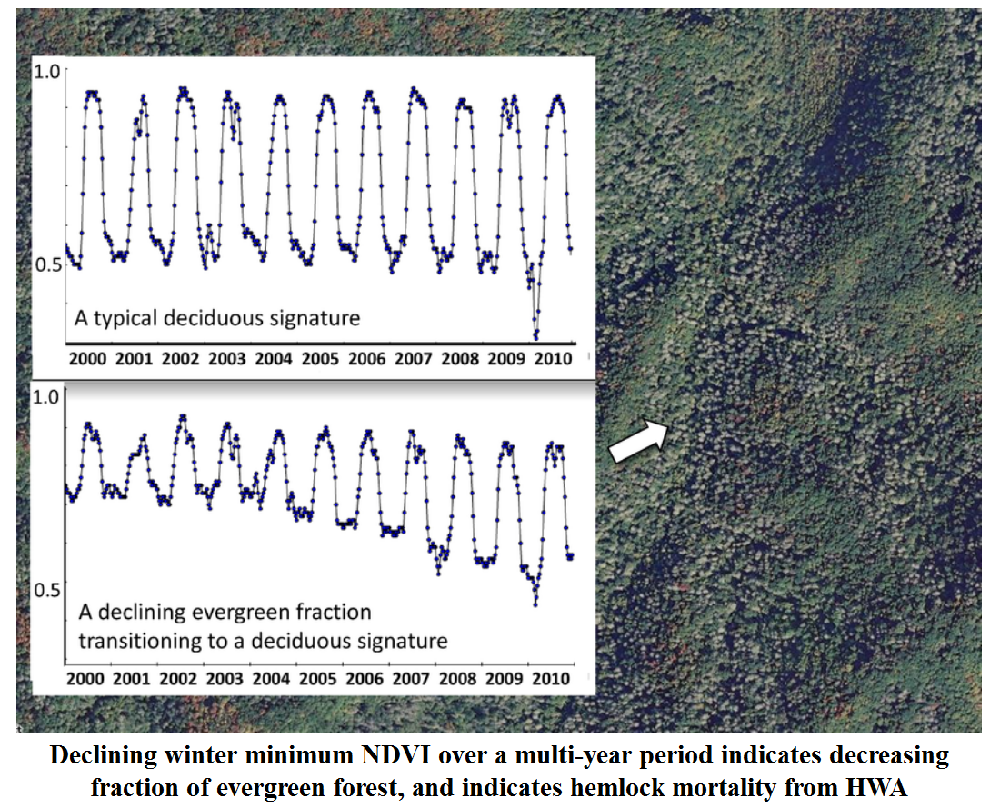 1.0
0.5
A typical deciduous signature
2000 2001 2002 2003 2004 2005 2006 2007 2008 2009 2010
1.0
0.5
A declining evergreen fraction
transitioning to a deciduous signature
2000 2001 2002 2003 2004 2005 2006 2007 2008 2009 2010
Declining winter minimum NDVI over a multi-year period indicates decreasing
fraction of evergreen forest, and indicates hemlock mortality from HWA